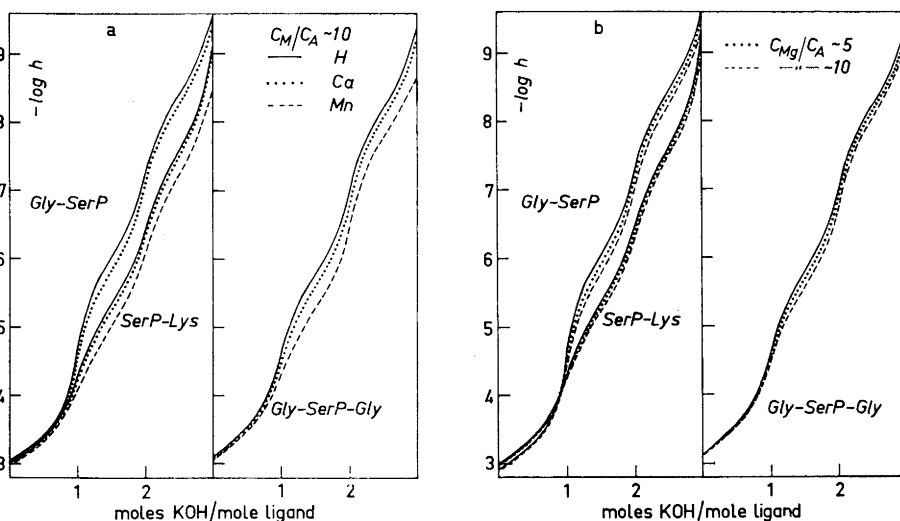 a
C_M/C_A ~10
H
Ca
Mn
-log h
9
8
7
6
5
4
3
Gly-SerP
SerP-Lys
Gly-SerP-Gly
1
2
1
2
moles KOH/mole ligand
b
C_Mg/C_A ~5
-"- ~10
-log h
9
8
7
6
5
4
3
Gly-SerP
SerP-Lys
Gly-SerP-Gly
1
2
1
2
moles KOH/mole ligand